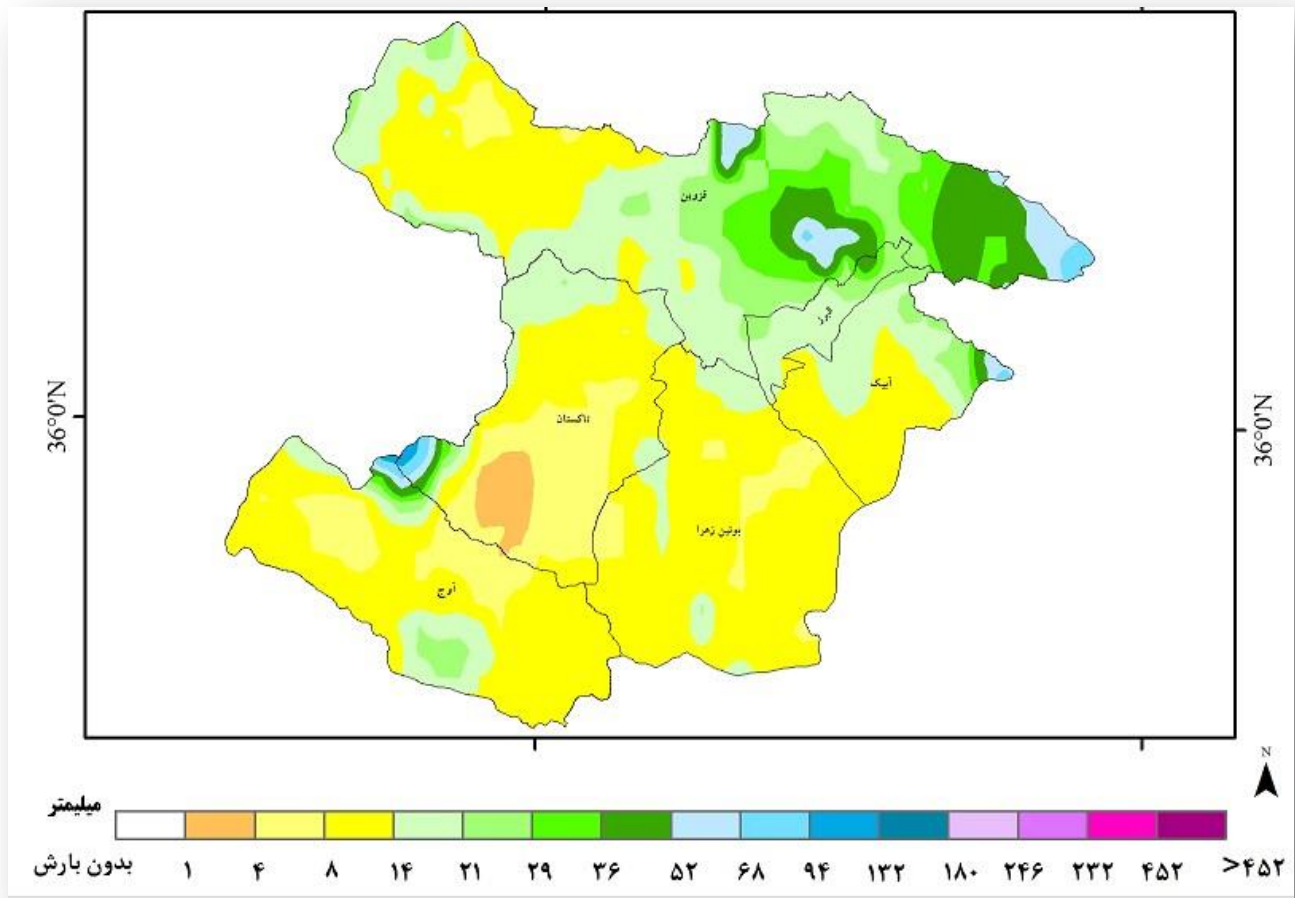 قزوین
البرز
آبیک
36°0'N
36°0'N
تاکستان
بوئین زهرا
آوج
N
میلیمتر
بدون بارش ۱ ۴ ۸ ۱۴ ۲۱ ۲۹ ۳۶ ۵۲ ۶۸ ۹۴ ۱۳۲ ۱۸۰ ۲۴۶ ۲۳۲ ۴۵۲ >۴۵۲